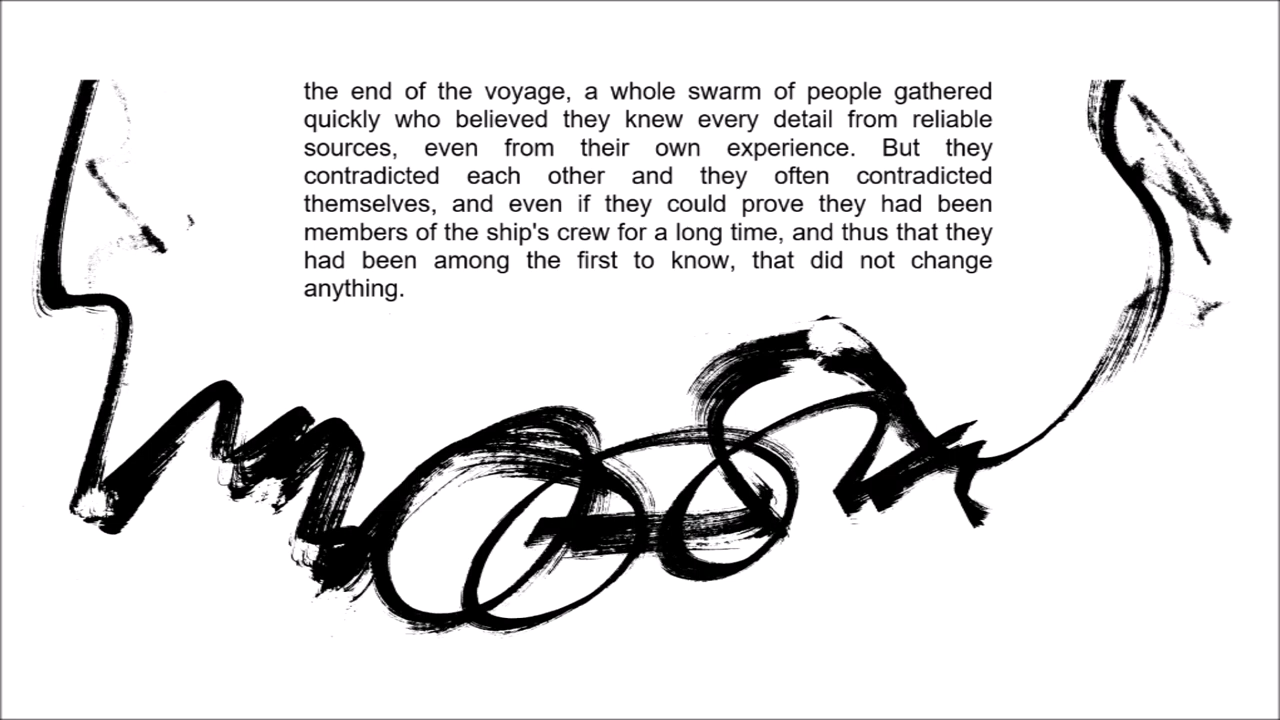 the end of the voyage, a whole swarm of people gathered
quickly who believed they knew every detail from reliable
sources, even from their own experience. But they
contradicted each other and they often contradicted
themselves, and even if they could prove they had been
members of the ship's crew for a long time, and thus that they
had been among the first to know, that did not change
anything.